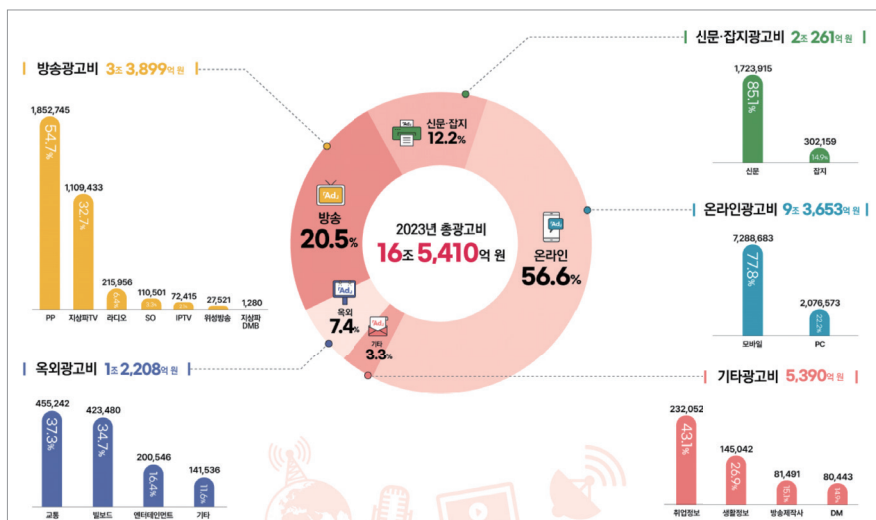 방송광고비 3조 3,899억 원
1,852,745
54.7%
PP
1,109,433
32.7%
지상파TV
215,956
6.4%
라디오
110,501
SO
72,415
IPTV
27,521
위성방송
1,280
지상파
DMB
신문·잡지광고비 2조 261억 원
1,723,915
85.1%
신문
302,159
14.9%
잡지
Ad
신문·잡지
12.2%
Ad
방송
20.5%
2023년 총광고비
16조 5,410억 원
Ad
온라인
56.6%
Ad
옥외
7.4%
Ad
기타
3.3%
온라인광고비 9조 3,653억 원
7,288,683
77.8%
모바일
2,076,573
22.2%
PC
옥외광고비 1조 2,208억 원
455,242
37.3%
교통
423,480
34.7%
빌보드
200,546
16.4%
엔터테인먼트
141,536
11.6%
기타
기타광고비 5,390억 원
232,052
43.1%
취업정보
145,042
26.9%
생활정보
81,491
15.1%
방송제작사
80,443
14.9%
DM